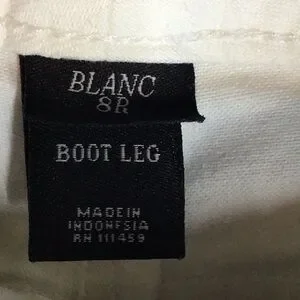 BLANC
8R
BOOT LEG
MADE IN
INDONESIA
RN 111459